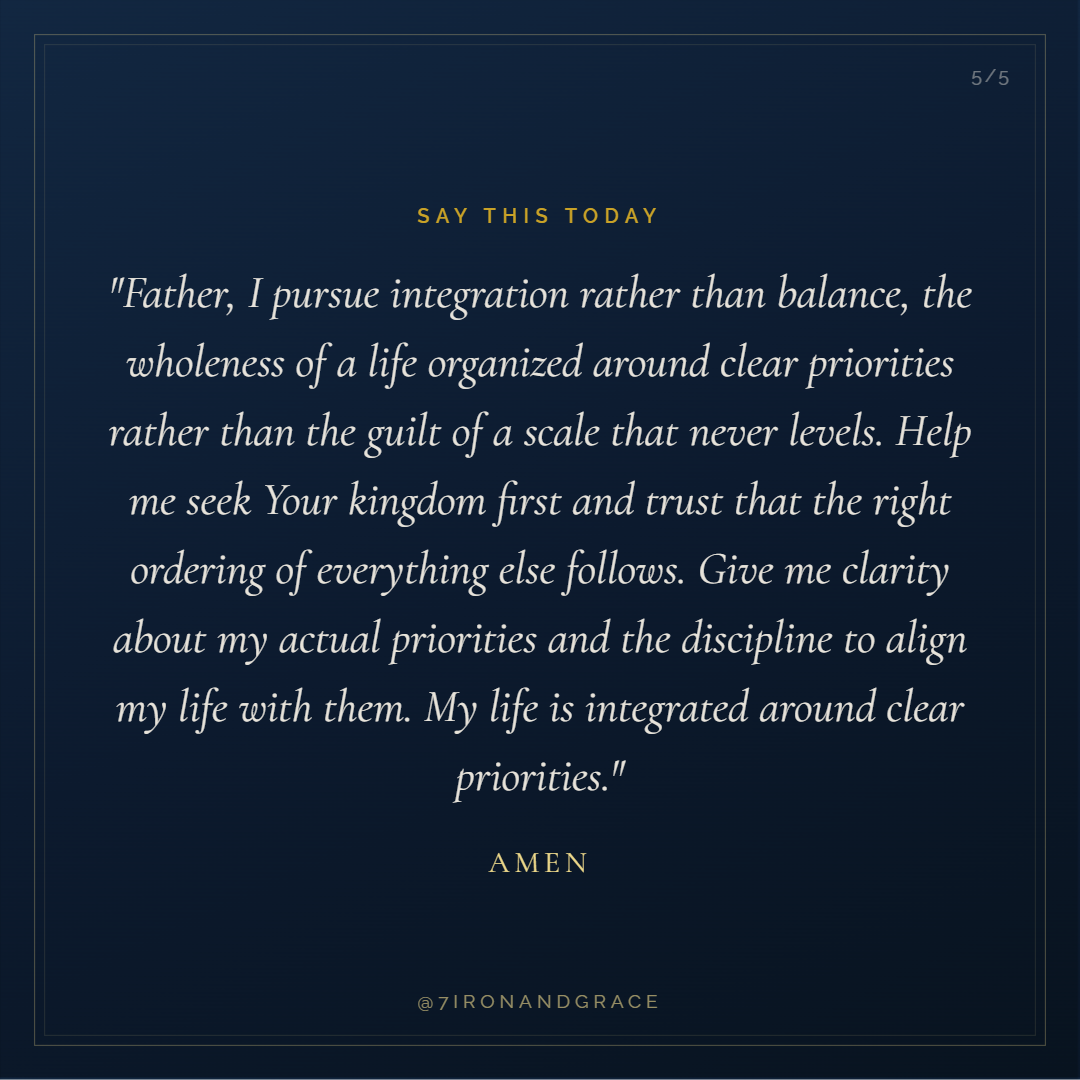 5/5
SAY THIS TODAY
"Father, I pursue integration rather than balance, the
wholeness of a life organized around clear priorities
rather than the guilt of a scale that never levels. Help
me seek Your kingdom first and trust that the right
ordering of everything else follows. Give me clarity
about my actual priorities and the discipline to align
my life with them. My life is integrated around clear
priorities."
AMEN
@7IRONANDGRACE